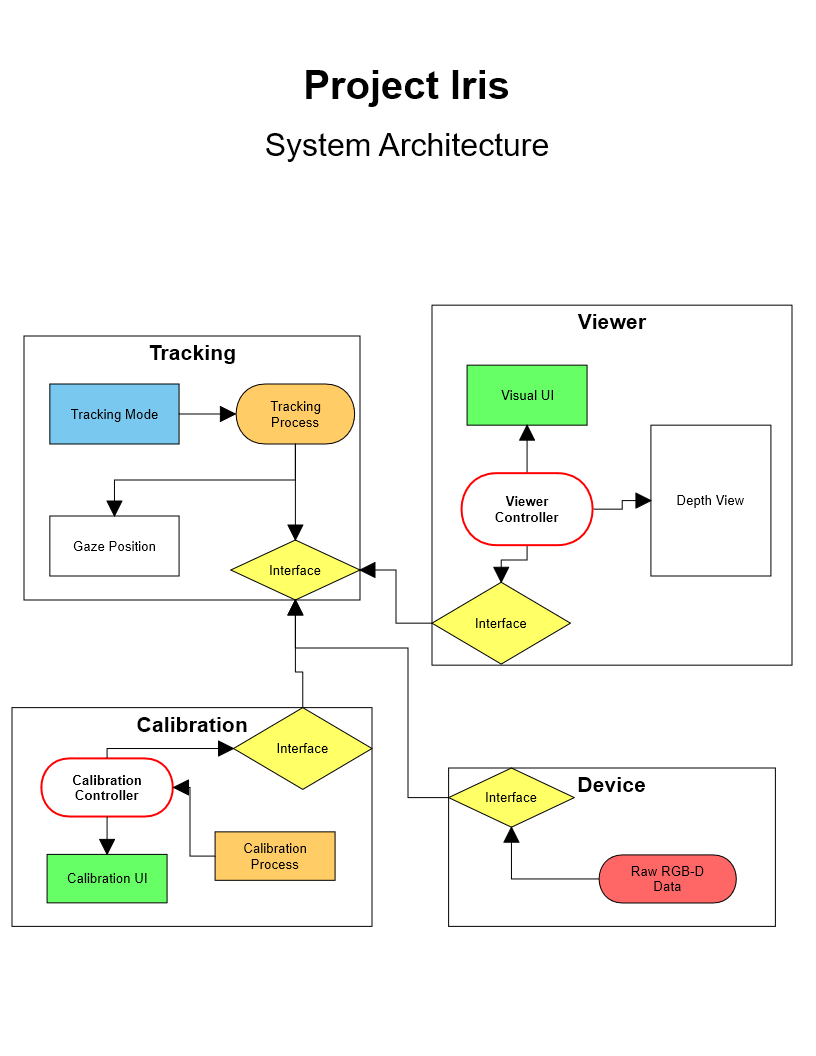 Project Iris
System Architecture
Tracking
Tracking Mode
Tracking
Process
Gaze Position
Interface
Viewer
Visual UI
Viewer
Controller
Depth View
Interface
Calibration
Interface
Calibration
Controller
Calibration
Process
Calibration UI
Device
Interface
Raw RGB-D
Data